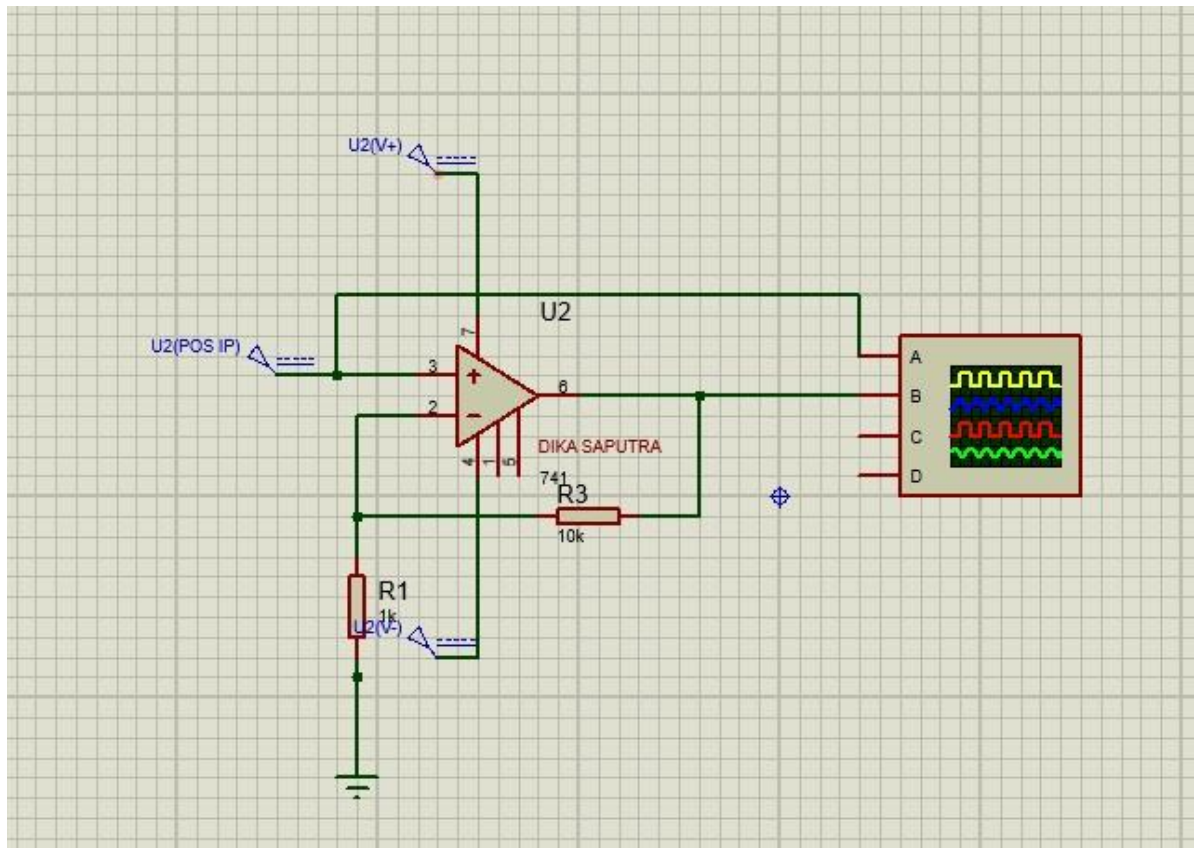 U2(V+)
U2
7
U2(POS IP)
3
2
6
A
B
C
D
4
1
5
DIKA SAPUTRA
741
R3
10k
R1
1k
U2(V-)